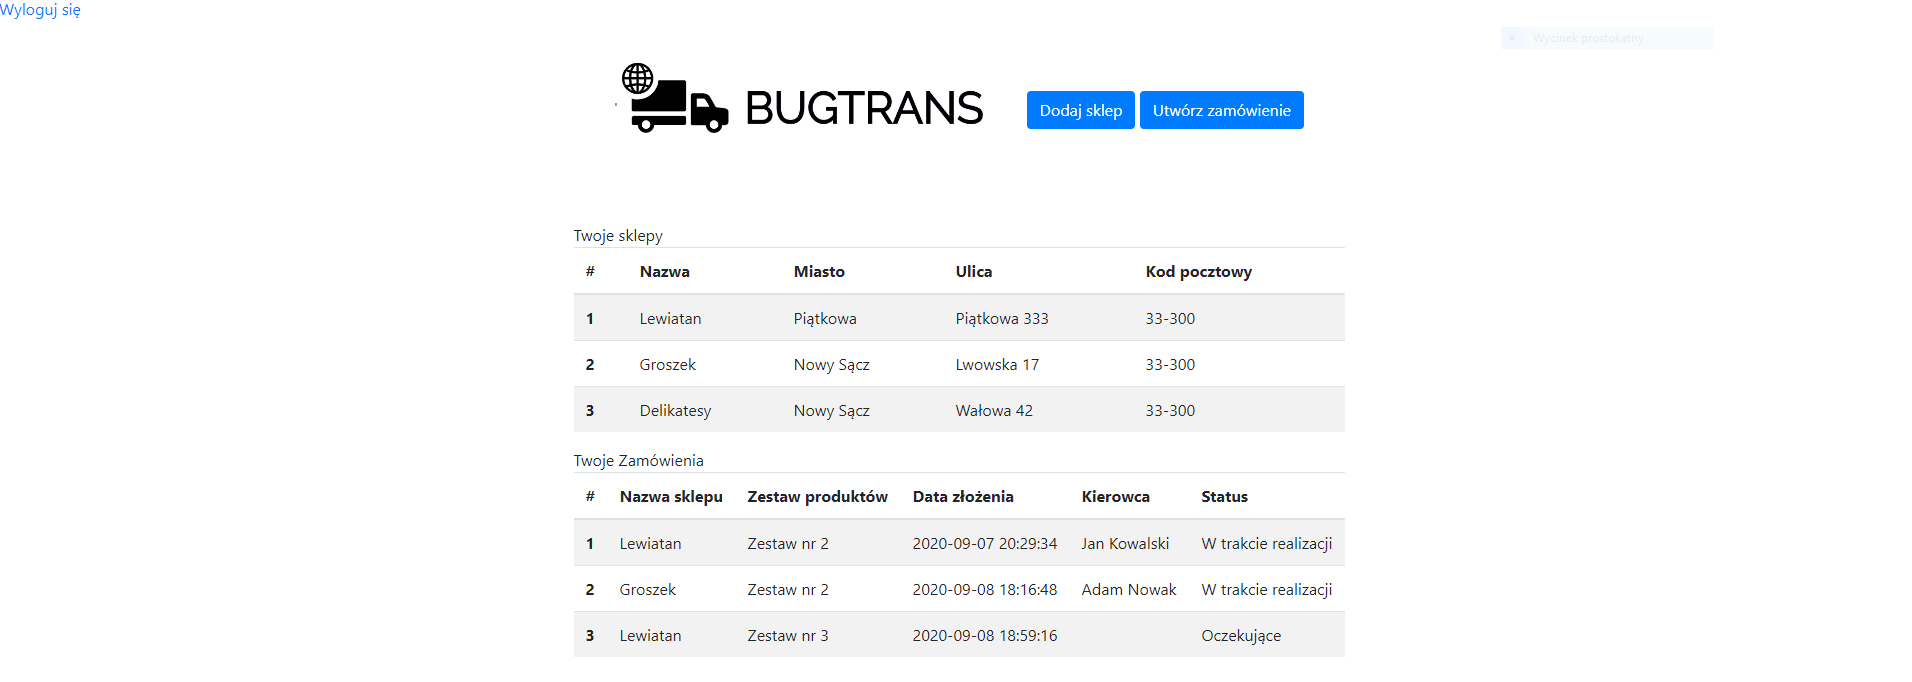 Wyloguj się
Wycinek prostokątny
BUGTRANS Dodaj sklep Utwórz zamówienie
Twoje sklepy
# Nazwa Miasto Ulica Kod pocztowy
1 Lewiatan Piątkowa Piątkowa 333 33-300
2 Groszek Nowy Sącz Lwowska 17 33-300
3 Delikatesy Nowy Sącz Wałowa 42 33-300
Twoje Zamówienia
# Nazwa sklepu Zestaw produktów Data złożenia Kierowca Status
1 Lewiatan Zestaw nr 2 2020-09-07 20:29:34 Jan Kowalski W trakcie realizacji
2 Groszek Zestaw nr 2 2020-09-08 18:16:48 Adam Nowak W trakcie realizacji
3 Lewiatan Zestaw nr 3 2020-09-08 18:59:16 Oczekujące